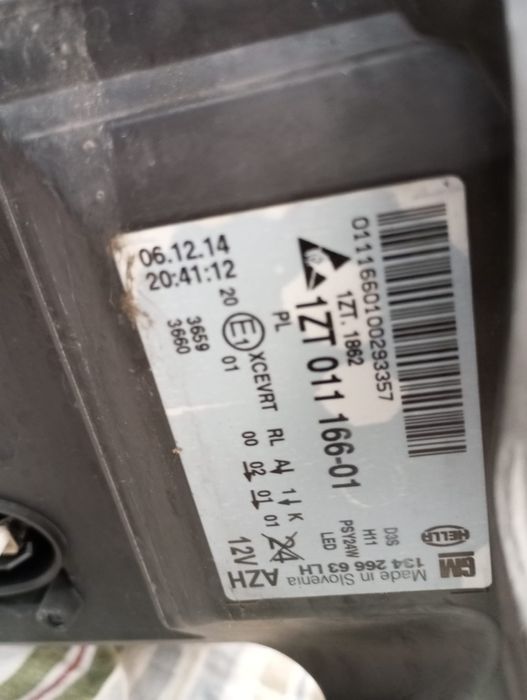 0111660100293357
1ZT. 1862
1ZT 011 166-01
PL
06.12.14
20:41:12
20
E1
01
3659
3660
XCEVRT RL A 1 K 24
00 02 01 01
12V
D3S
H11
PSY24W
LED
HELLA
GM
Made in Slovenia
134 266 63 LH
AZH